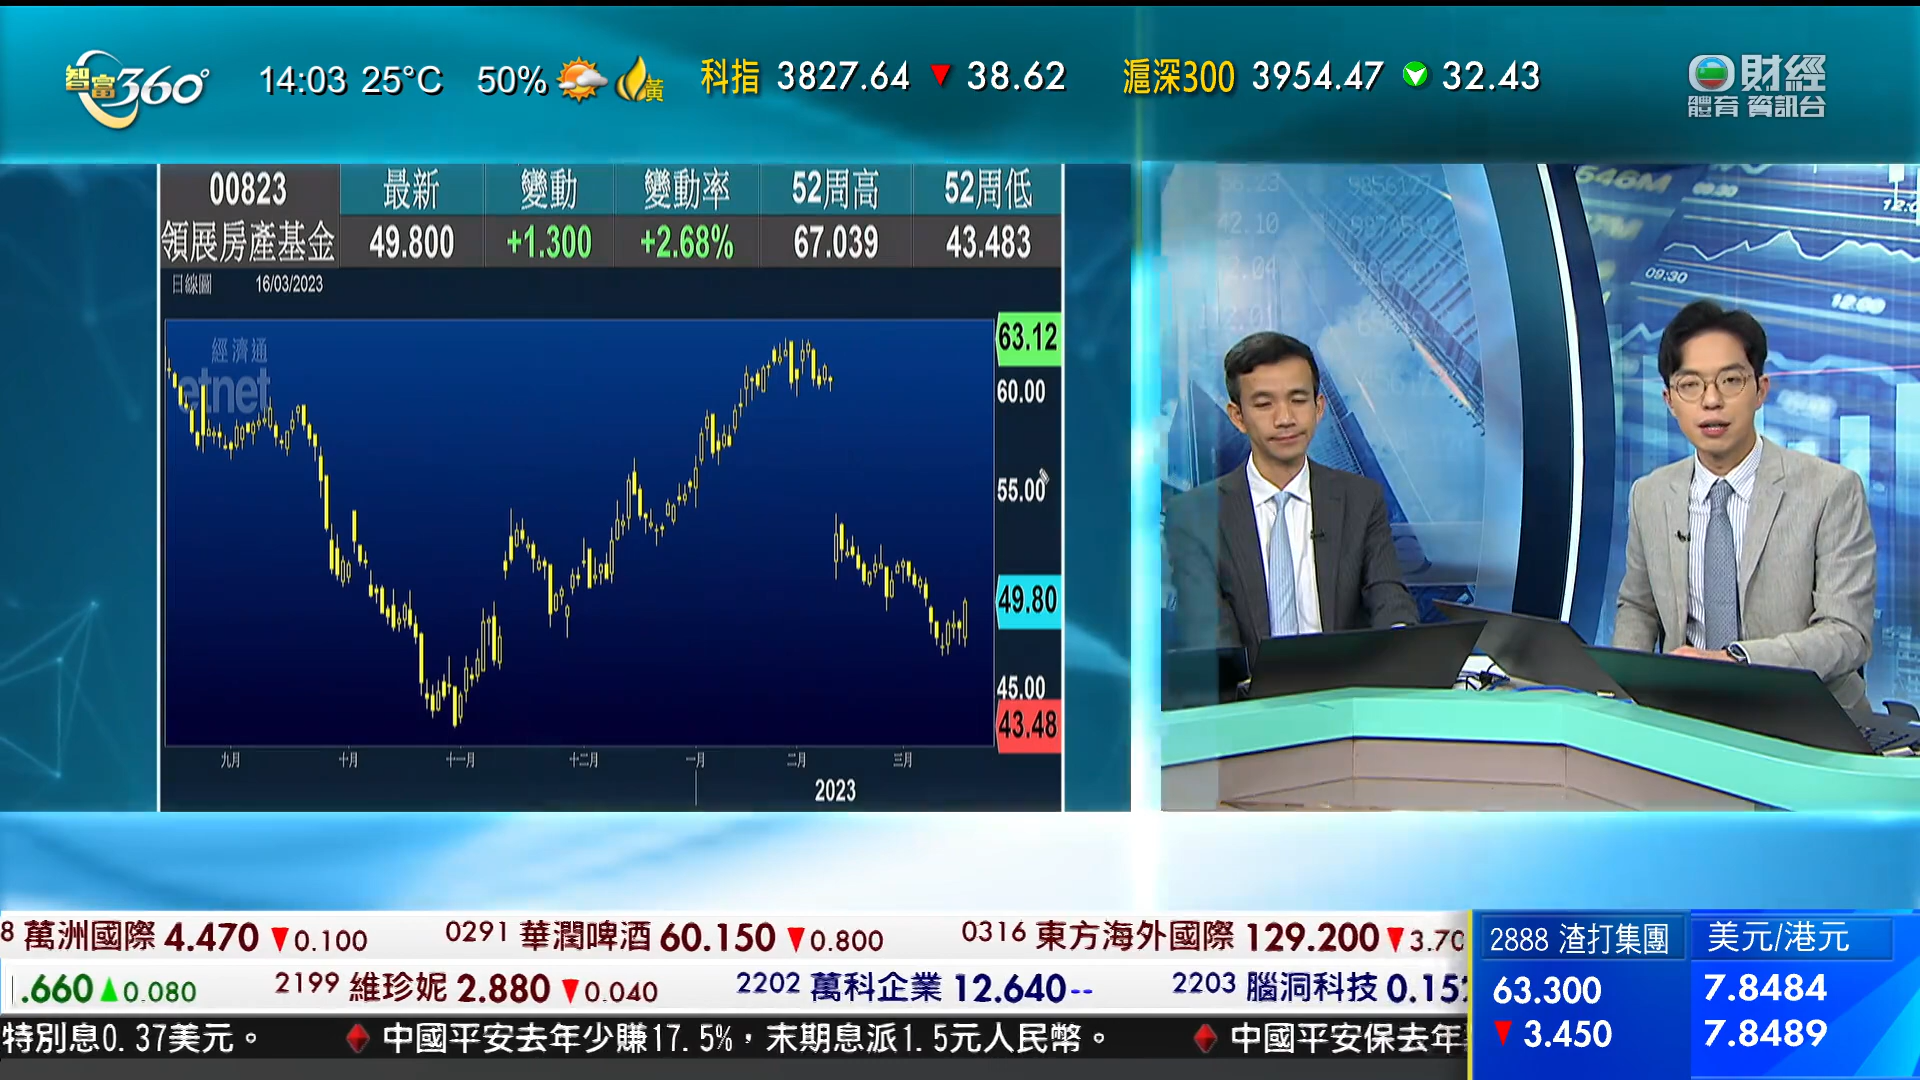 智富360°
14:03 25°C 50% 黃 科指 3827.64 ▼ 38.62 滬深300 3954.47 32.43
財經
體育 資訊台
00823 最新 變動 變動率 52周高 52周低
領展房產基金 49.800 +1.300 +2.68% 67.039 43.483
日線圖 16/03/2023
經濟通
etnet
63.12
60.00
55.00
49.80
45.00
43.48
九月 十月 十一月 十二月 一月 二月 三月
2023
09:30
12:00
8 萬洲國際 4.470 ▼0.100 0291 華潤啤酒 60.150 ▼0.800 0316 東方海外國際 129.200 ▼3.70
.660 ▲0.080 2199 維珍妮 2.880 ▼0.040 2202 萬科企業 12.640 -- 2203 腦洞科技 0.152
特別息0.37美元。 ◆ 中國平安去年少賺17.5%，末期息派1.5元人民幣。 ◆ 中國平安保去年
2888 渣打集團
63.300
▼ 3.450
美元/港元
7.8484
7.8489